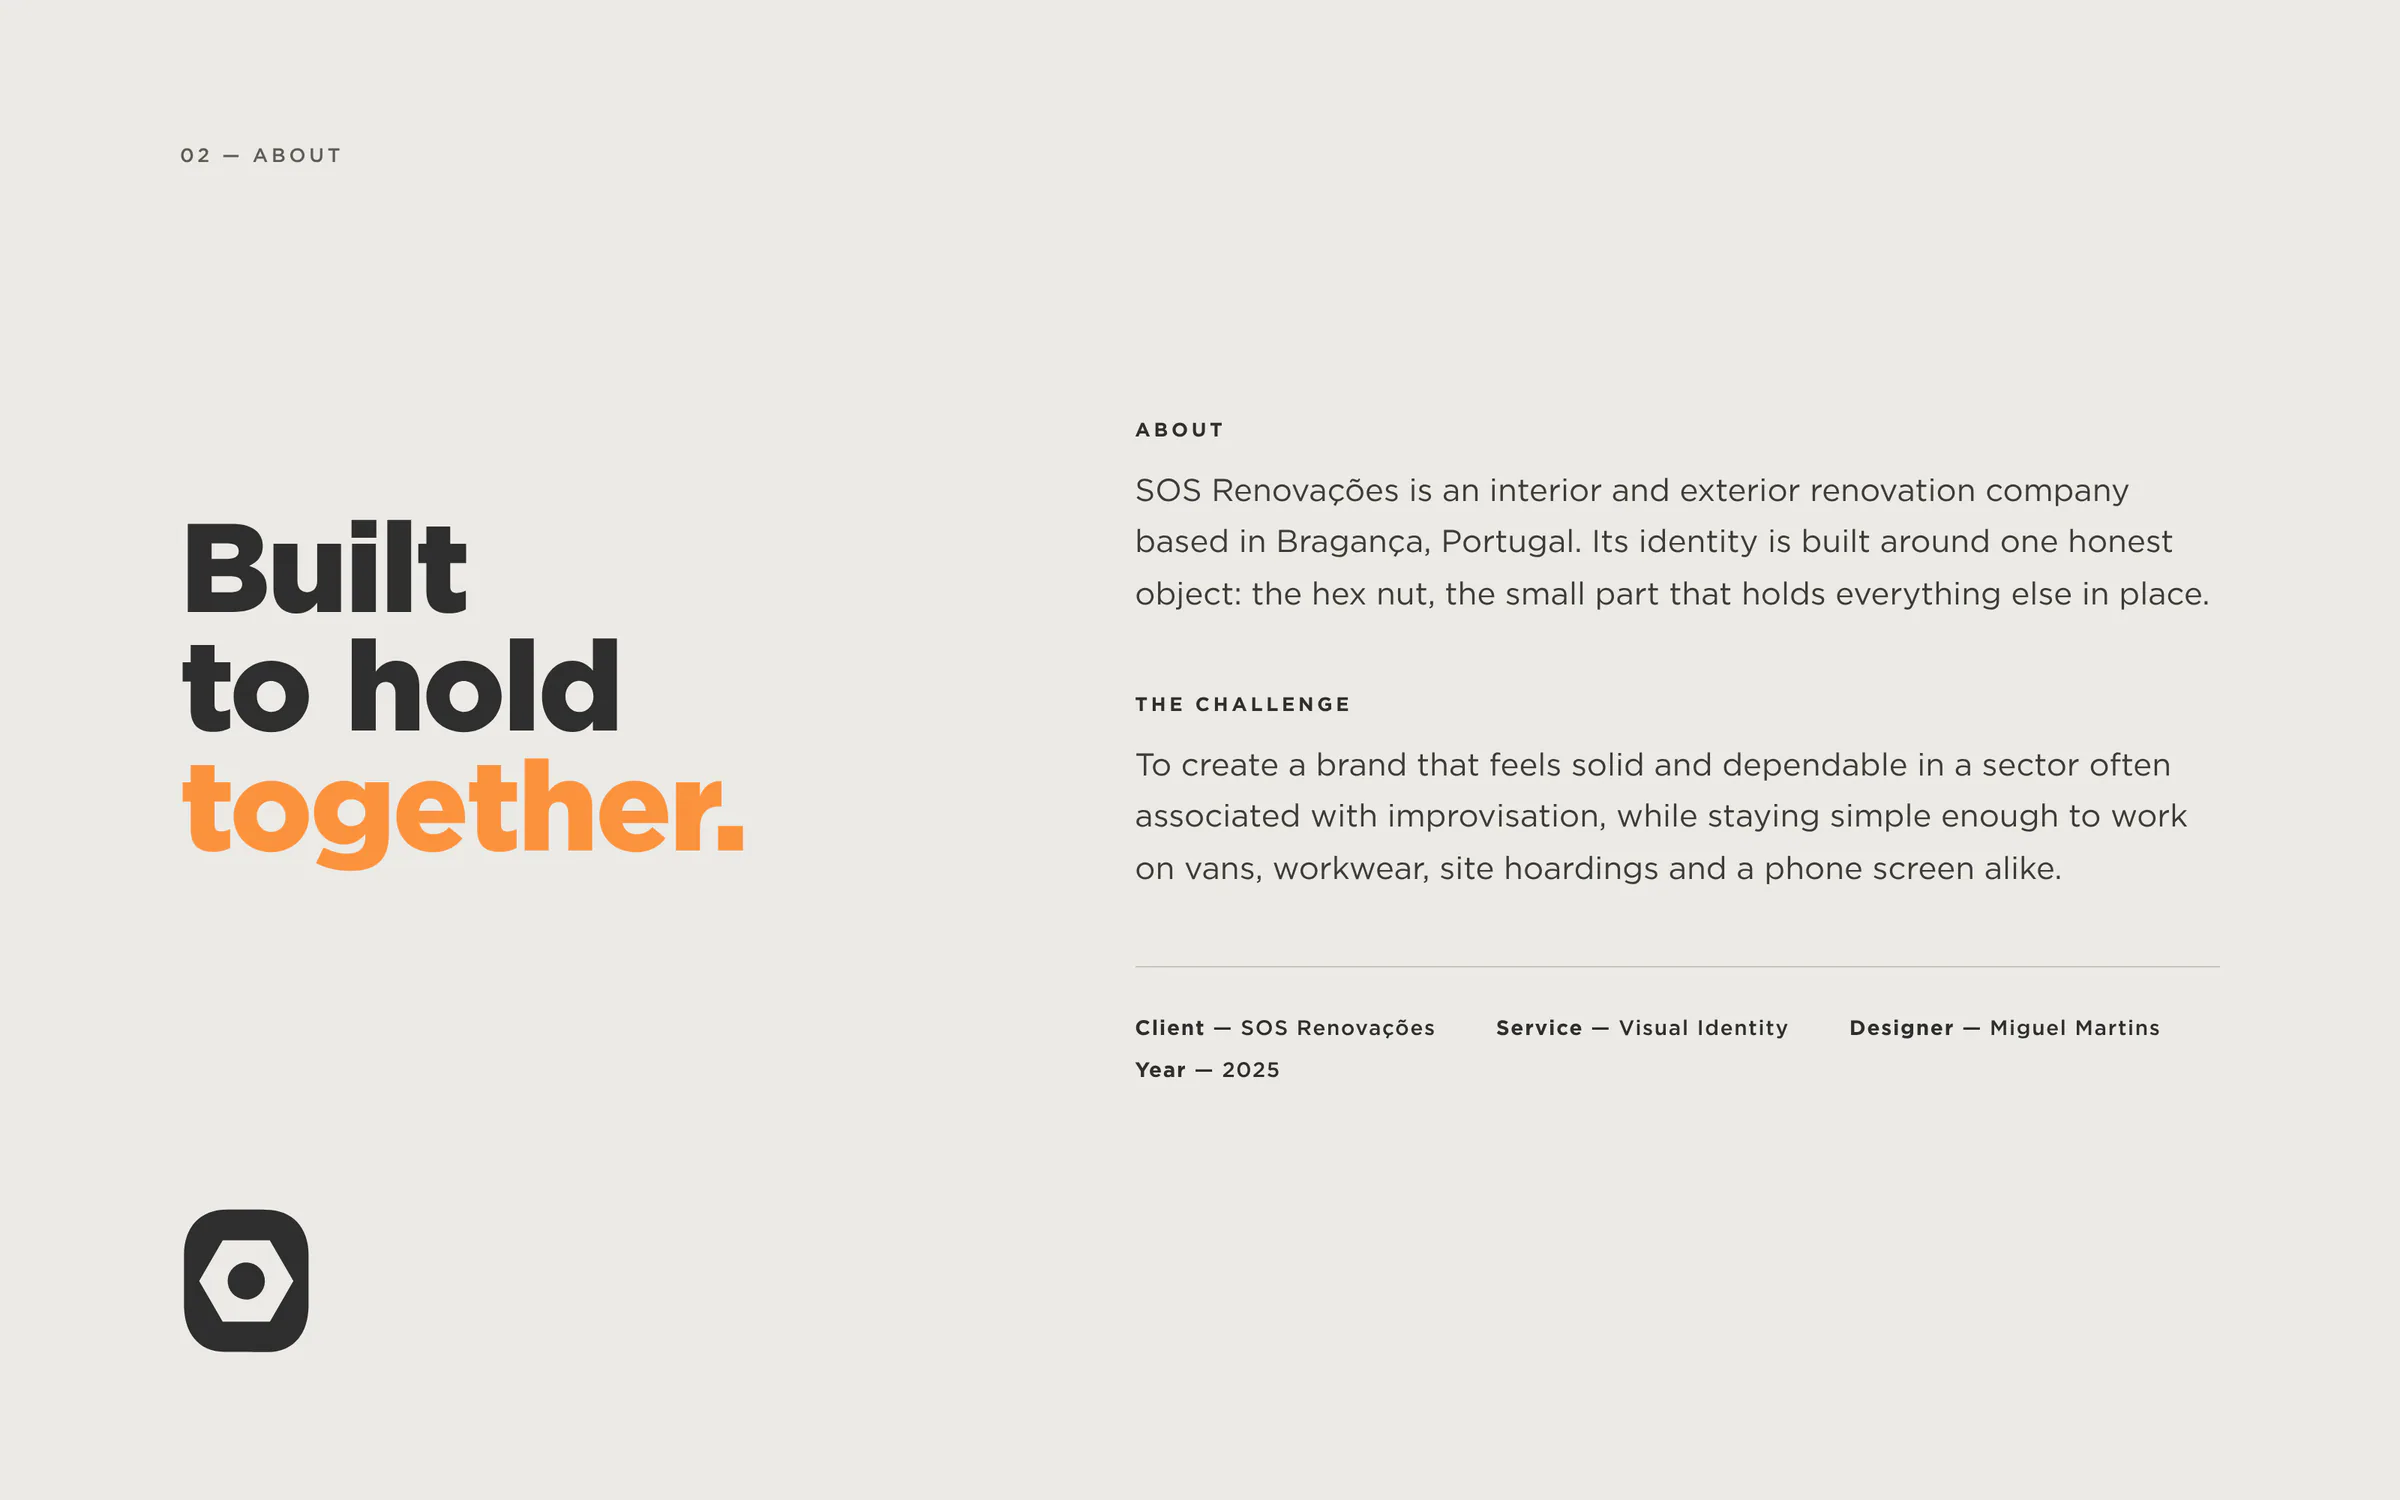 02 — ABOUT
Built
to hold
together.
ABOUT
SOS Renovações is an interior and exterior renovation company
based in Bragança, Portugal. Its identity is built around one honest
object: the hex nut, the small part that holds everything else in place.
THE CHALLENGE
To create a brand that feels solid and dependable in a sector often
associated with improvisation, while staying simple enough to work
on vans, workwear, site hoardings and a phone screen alike.
Client — SOS Renovações Service — Visual Identity Designer — Miguel Martins
Year — 2025